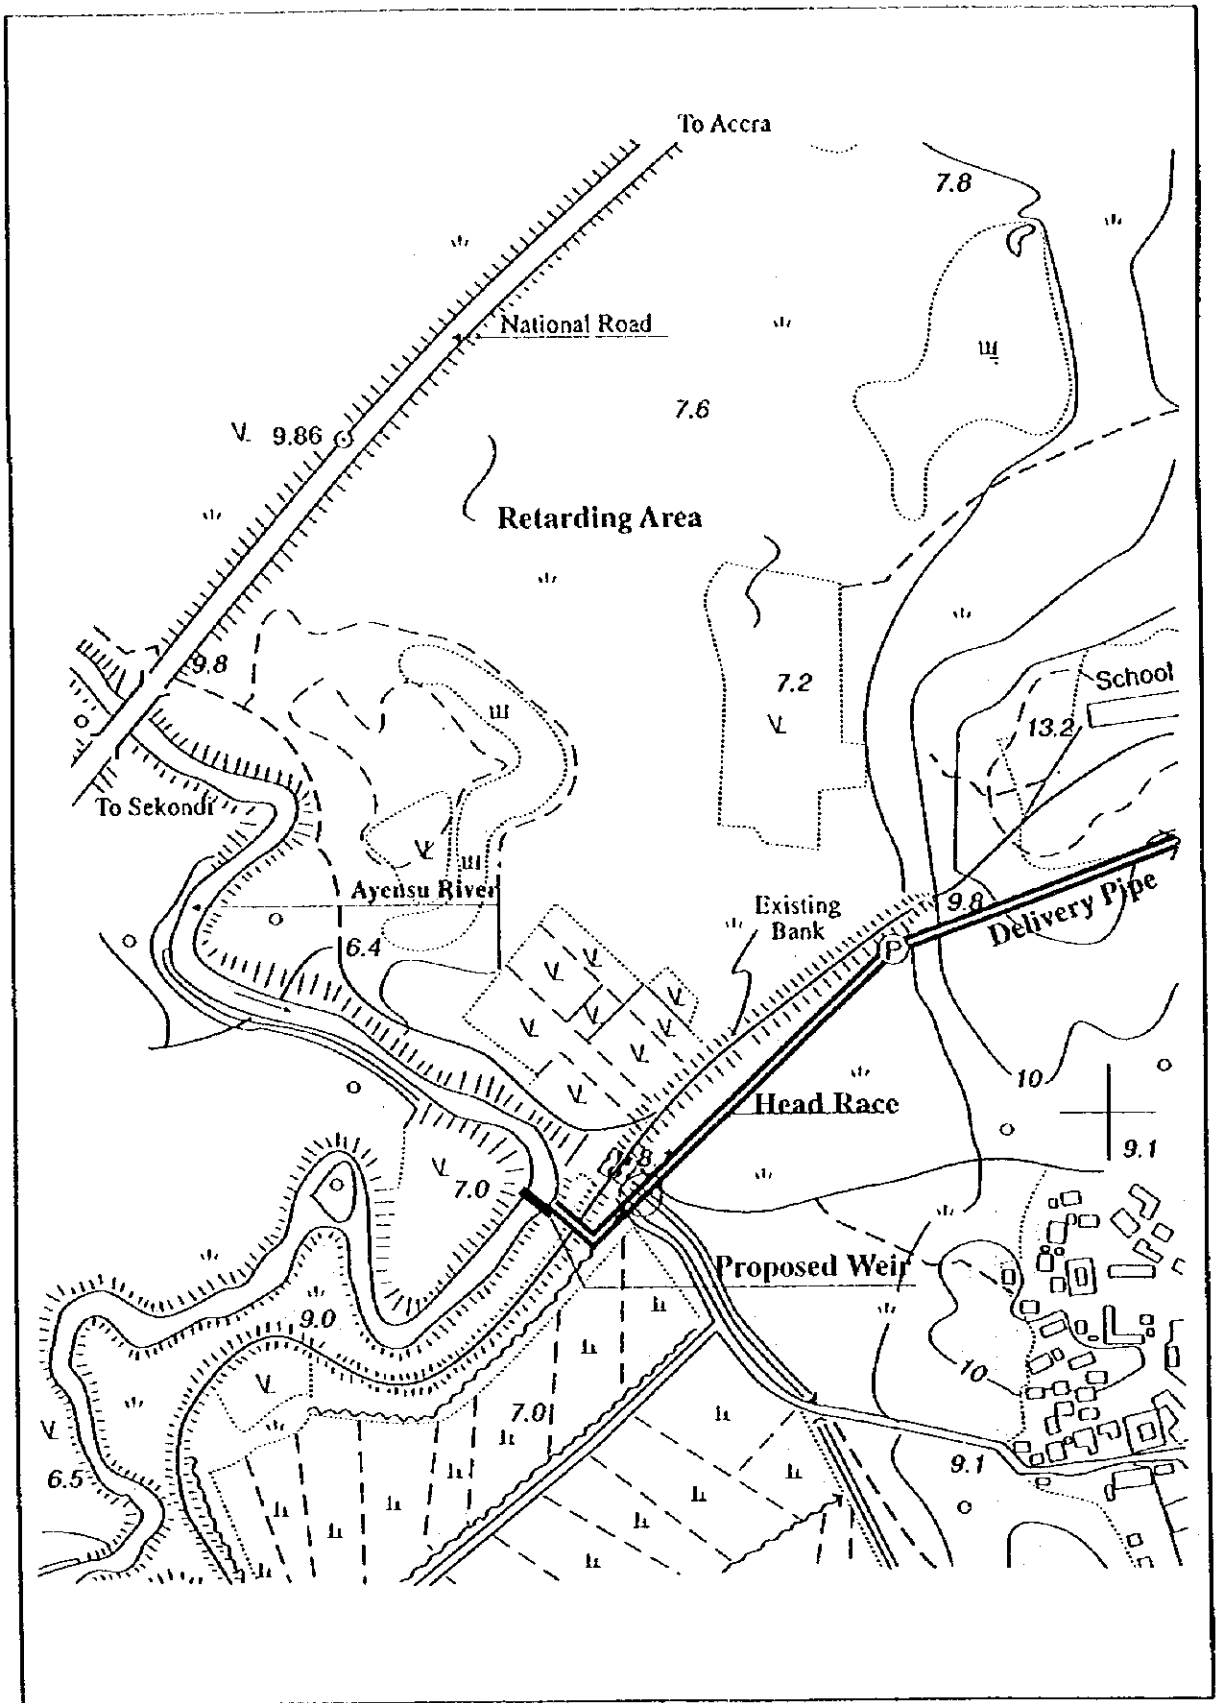 To Accra
7.8
National Road
7.6
9.86
Retarding Area
9.8
7.2
School
13.2
To Sekondi
Ayensu River
Existing
Bank
9.8
Delivery Pipe
6.4
P
10
Head Race
9.1
7.0
Proposed Weir
9.0
10
7.0
6.5
9.1